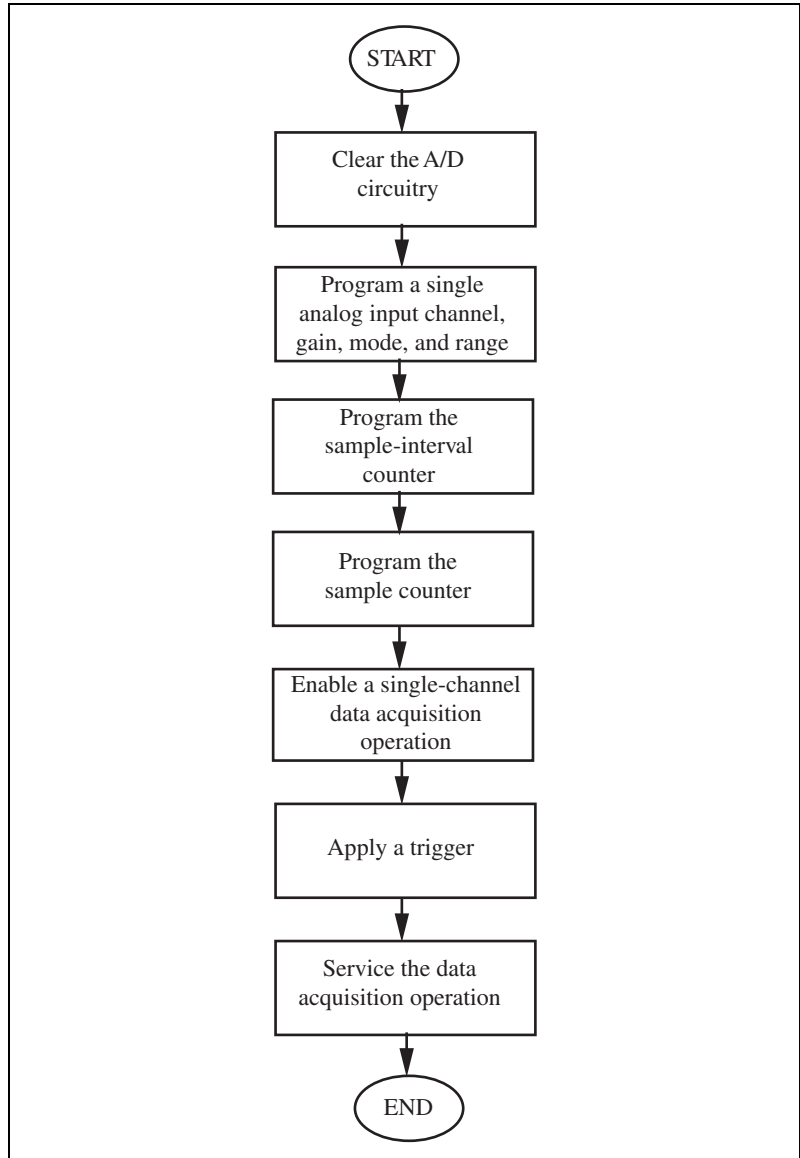 START
Clear the A/D
circuitry
Program a single
analog input channel,
gain, mode, and range
Program the
sample-interval
counter
Program the
sample counter
Enable a single-channel
data acquisition
operation
Apply a trigger
Service the data
acquisition operation
END